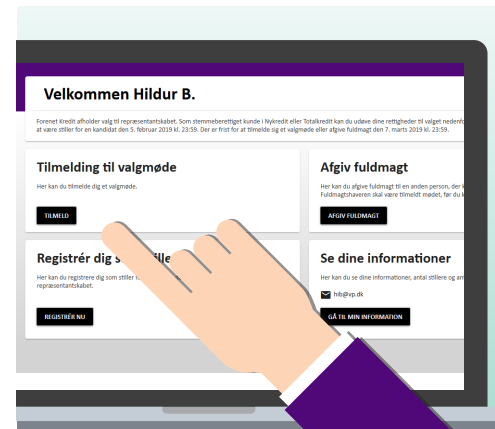 Velkommen Hildur B.
Forenet Kredit afholder valg til repræsentantskabet. Som stemmeberettiget kunde i Nykredit eller Totalkredit kan du udøve dine rettigheder til valget
at være stiller for en kandidat den 5. februar 2019 kl. 23:59. Der er frist for at tilmelde sig et valgmøde eller afgive fuldmagt den 7. marts 2019 kl. 23:59.
Tilmelding til valgmøde
Her kan du tilmelde dig et valgmøde.
TILMELD
Afgiv fuldmagt
Her kan du afgive fuldmagt til en anden person, der
Fuldmagtshaveren skal være tilmeldt mødet, før du
AFGIV FULDMAGT
Registrér dig
Her kan du registrere dig som stiller
repræsentantskabet.
REGISTRÉR NU
Se dine informationer
Her kan du se dine informationer, antal stillere og
hib@vp.dk
GÅ TIL MIN INFORMATION